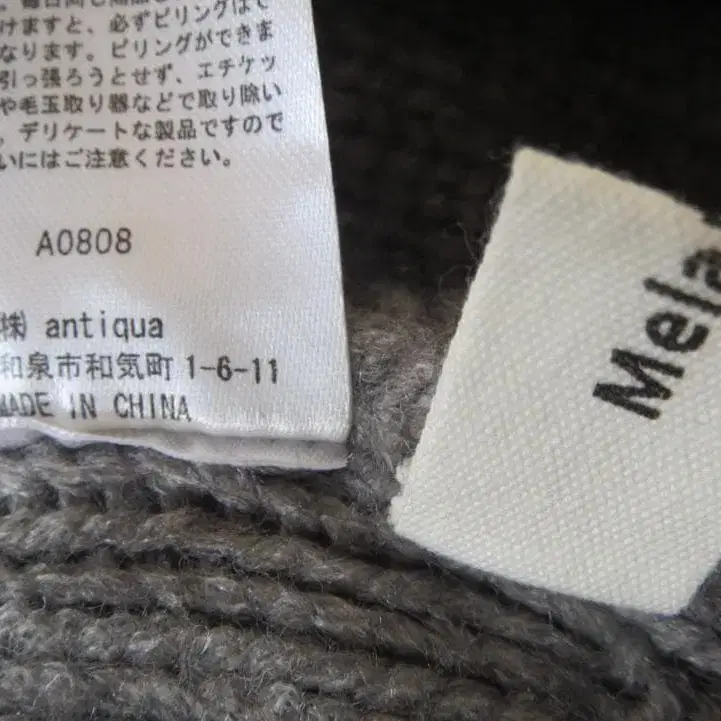 けますと、必ずピリングはで
なります。ピリングができま
引っ張ろうとせず、エチケッ
や毛玉取り器などで取り除い
。デリケートな製品ですので
いにはご注意ください。
A0808
㈱ antiqua
和泉市和気町 1-6-11
MADE IN CHINA
Mela